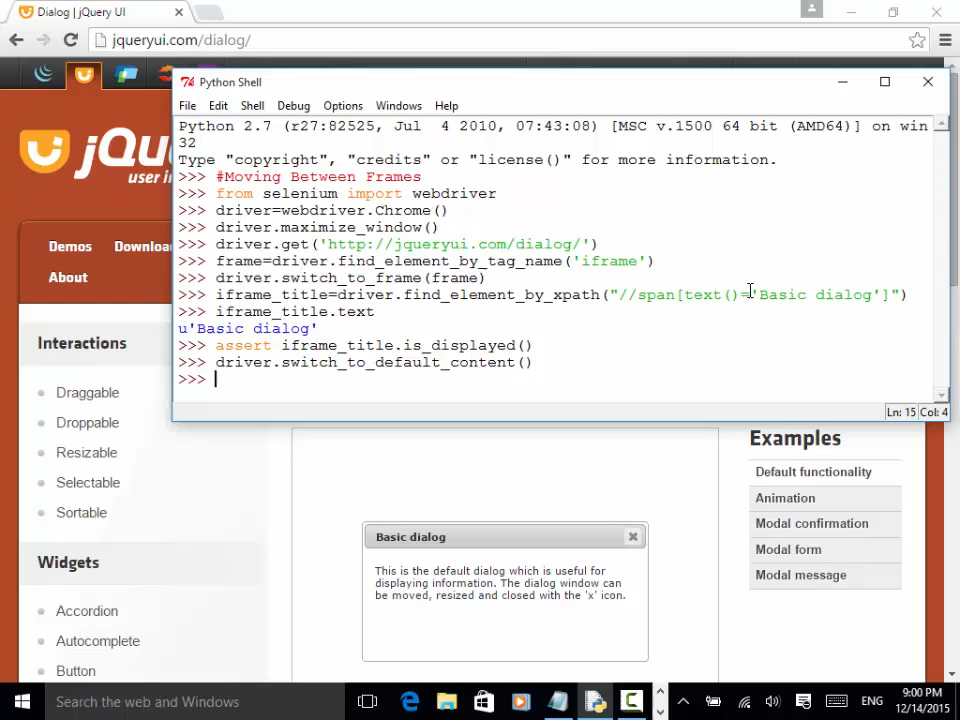 Dialog | jQuery UI
jqueryui.com/dialog/
Python Shell
File Edit Shell Debug Options Windows Help
Python 2.7 (r27:82525, Jul  4 2010, 07:43:08) [MSC v.1500 64 bit (AMD64)] on win
32
Type "copyright", "credits" or "license()" for more information.
>>> #Moving Between Frames
>>> from selenium import webdriver
>>> driver=webdriver.Chrome()
>>> driver.maximize_window()
>>> driver.get('http://jqueryui.com/dialog/')
>>> frame=driver.find_element_by_tag_name('iframe')
>>> driver.switch_to_frame(frame)
>>> iframe_title=driver.find_element_by_xpath("//span[text()='Basic dialog']")
>>> iframe_title.text
u'Basic dialog'
>>> assert iframe_title.is_displayed()
>>> driver.switch_to_default_content()
>>>
Ln: 15 Col: 4
jQu
user in
Demos Downloa
About
Interactions
Draggable
Droppable
Resizable
Selectable
Sortable
Widgets
Accordion
Autocomplete
Button
Basic dialog
This is the default dialog which is useful for
displaying information. The dialog window can
be moved, resized and closed with the 'x' icon.
Examples
Default functionality
Animation
Modal confirmation
Modal form
Modal message
Search the web and Windows
ENG
9:00 PM
12/14/2015